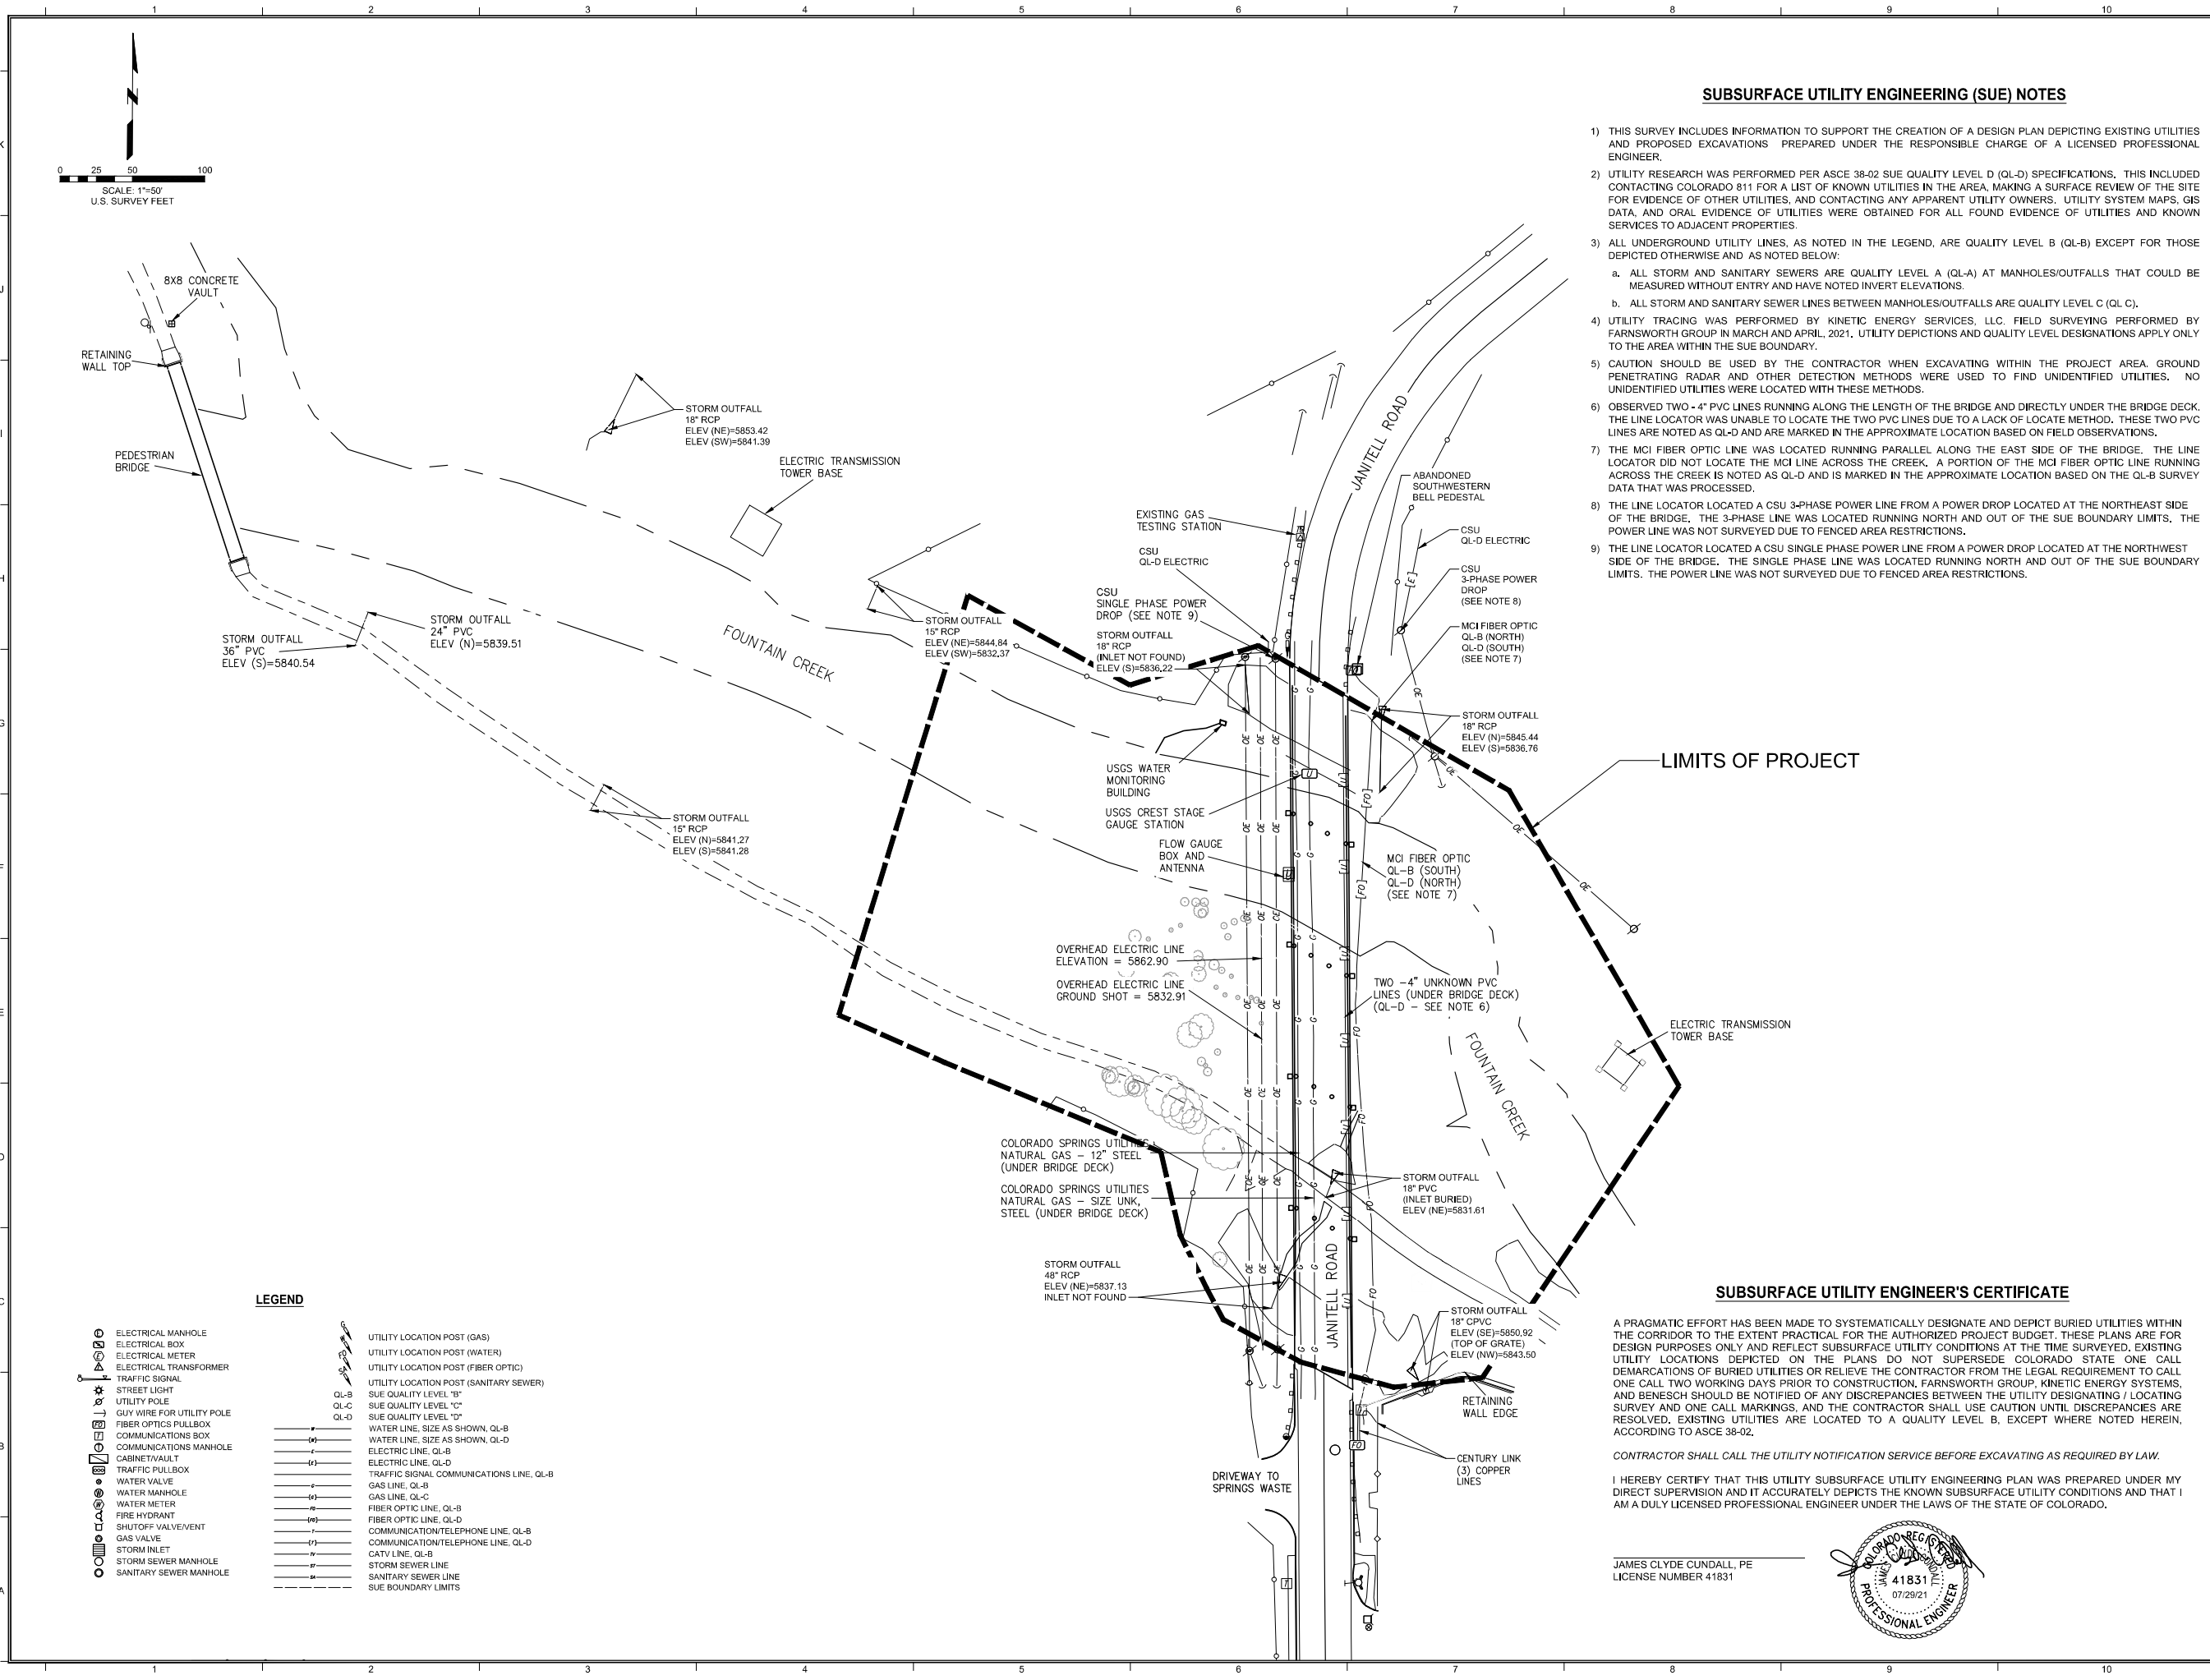 1 2 3 4 5 6 7 8 9 10
K
J
I
H
G
F
E
D
C
B
A
N
0 25 50 100
SCALE: 1"=50'
U.S. SURVEY FEET
SUBSURFACE UTILITY ENGINEERING (SUE) NOTES
1) THIS SURVEY INCLUDES INFORMATION TO SUPPORT THE CREATION OF A DESIGN PLAN DEPICTING EXISTING UTILITIES
AND PROPOSED EXCAVATIONS PREPARED UNDER THE RESPONSIBLE CHARGE OF A LICENSED PROFESSIONAL
ENGINEER.
2) UTILITY RESEARCH WAS PERFORMED PER ASCE 38-02 SUE QUALITY LEVEL D (QL-D) SPECIFICATIONS. THIS INCLUDED
CONTACTING COLORADO 811 FOR A LIST OF KNOWN UTILITIES IN THE AREA, MAKING A SURFACE REVIEW OF THE SITE
FOR EVIDENCE OF OTHER UTILITIES, AND CONTACTING ANY APPARENT UTILITY OWNERS. UTILITY SYSTEM MAPS, GIS
DATA, AND ORAL EVIDENCE OF UTILITIES WERE OBTAINED FOR ALL FOUND EVIDENCE OF UTILITIES AND KNOWN
SERVICES TO ADJACENT PROPERTIES.
3) ALL UNDERGROUND UTILITY LINES, AS NOTED IN THE LEGEND, ARE QUALITY LEVEL B (QL-B) EXCEPT FOR THOSE
DEPICTED OTHERWISE AND AS NOTED BELOW:
a. ALL STORM AND SANITARY SEWERS ARE QUALITY LEVEL A (QL-A) AT MANHOLES/OUTFALLS THAT COULD BE
MEASURED WITHOUT ENTRY AND HAVE NOTED INVERT ELEVATIONS.
b. ALL STORM AND SANITARY SEWER LINES BETWEEN MANHOLES/OUTFALLS ARE QUALITY LEVEL C (QL C).
4) UTILITY TRACING WAS PERFORMED BY KINETIC ENERGY SERVICES, LLC. FIELD SURVEYING PERFORMED BY
FARNSWORTH GROUP IN MARCH AND APRIL, 2021. UTILITY DEPICTIONS AND QUALITY LEVEL DESIGNATIONS APPLY ONLY
TO THE AREA WITHIN THE SUE BOUNDARY.
5) CAUTION SHOULD BE USED BY THE CONTRACTOR WHEN EXCAVATING WITHIN THE PROJECT AREA. GROUND
PENETRATING RADAR AND OTHER DETECTION METHODS WERE USED TO FIND UNIDENTIFIED UTILITIES. NO
UNIDENTIFIED UTILITIES WERE LOCATED WITH THESE METHODS.
6) OBSERVED TWO - 4" PVC LINES RUNNING ALONG THE LENGTH OF THE BRIDGE AND DIRECTLY UNDER THE BRIDGE DECK.
THE LINE LOCATOR WAS UNABLE TO LOCATE THE TWO PVC LINES DUE TO A LACK OF LOCATE METHOD. THESE TWO PVC
LINES ARE NOTED AS QL-D AND ARE MARKED IN THE APPROXIMATE LOCATION BASED ON FIELD OBSERVATIONS.
7) THE MCI FIBER OPTIC LINE WAS LOCATED RUNNING PARALLEL ALONG THE EAST SIDE OF THE BRIDGE. THE LINE
LOCATOR DID NOT LOCATE THE MCI LINE ACROSS THE CREEK. A PORTION OF THE MCI FIBER OPTIC LINE RUNNING
ACROSS THE CREEK IS NOTED AS QL-D AND IS MARKED IN THE APPROXIMATE LOCATION BASED ON THE QL-B SURVEY
DATA THAT WAS PROCESSED.
8) THE LINE LOCATOR LOCATED A CSU 3-PHASE POWER LINE FROM A POWER DROP LOCATED AT THE NORTHEAST SIDE
OF THE BRIDGE. THE 3-PHASE LINE WAS LOCATED RUNNING NORTH AND OUT OF THE SUE BOUNDARY LIMITS. THE
POWER LINE WAS NOT SURVEYED DUE TO FENCED AREA RESTRICTIONS.
9) THE LINE LOCATOR LOCATED A CSU SINGLE PHASE POWER LINE FROM A POWER DROP LOCATED AT THE NORTHWEST
SIDE OF THE BRIDGE. THE SINGLE PHASE LINE WAS LOCATED RUNNING NORTH AND OUT OF THE SUE BOUNDARY
LIMITS. THE POWER LINE WAS NOT SURVEYED DUE TO FENCED AREA RESTRICTIONS.
8X8 CONCRETE
VAULT
RETAINING
WALL TOP
PEDESTRIAN
BRIDGE
STORM OUTFALL
18" RCP
ELEV (NE)=5853.42
ELEV (SW)=5841.39
ELECTRIC TRANSMISSION
TOWER BASE
STORM OUTFALL
36" PVC
ELEV (S)=5840.54
STORM OUTFALL
24" PVC
ELEV (N)=5839.51
FOUNTAIN CREEK
STORM OUTFALL
15" RCP
ELEV (NE)=5844.84
ELEV (SW)=5832.37
STORM OUTFALL
15" RCP
ELEV (N)=5841.27
ELEV (S)=5841.28
JANITELL ROAD
EXISTING GAS
TESTING STATION
CSU
QL-D ELECTRIC
CSU
SINGLE PHASE POWER
DROP (SEE NOTE 9)
STORM OUTFALL
18" RCP
(INLET NOT FOUND)
ELEV (S)=5836.22
ABANDONED
SOUTHWESTERN
BELL PEDESTAL
CSU
QL-D ELECTRIC
CSU
3-PHASE POWER
DROP
(SEE NOTE 8)
MCI FIBER OPTIC
QL-B (NORTH)
QL-D (SOUTH)
(SEE NOTE 7)
STORM OUTFALL
18" RCP
ELEV (N)=5845.44
ELEV (S)=5836.76
LIMITS OF PROJECT
USGS WATER
MONITORING
BUILDING
USGS CREST STAGE
GAUGE STATION
FLOW GAUGE
BOX AND
ANTENNA
MCI FIBER OPTIC
QL-B (SOUTH)
QL-D (NORTH)
(SEE NOTE 7)
OVERHEAD ELECTRIC LINE
ELEVATION = 5862.90
OVERHEAD ELECTRIC LINE
GROUND SHOT = 5832.91
TWO -4" UNKNOWN PVC
LINES (UNDER BRIDGE DECK)
(QL-D - SEE NOTE 6)
FOUNTAIN CREEK
ELECTRIC TRANSMISSION
TOWER BASE
COLORADO SPRINGS UTILITIES
NATURAL GAS - 12" STEEL
(UNDER BRIDGE DECK)
COLORADO SPRINGS UTILITIES
NATURAL GAS - SIZE UNK,
STEEL (UNDER BRIDGE DECK)
STORM OUTFALL
18" PVC
(INLET BURIED)
ELEV (NE)=5831.61
STORM OUTFALL
48" RCP
ELEV (NE)=5837.13
INLET NOT FOUND
JANITELL ROAD
STORM OUTFALL
18" CPVC
ELEV (SE)=5850.92
(TOP OF GRATE)
ELEV (NW)=5843.50
RETAINING
WALL EDGE
CENTURY LINK
(3) COPPER
LINES
DRIVEWAY TO
SPRINGS WASTE
LEGEND
ELECTRICAL MANHOLE
ELECTRICAL BOX
ELECTRICAL METER
ELECTRICAL TRANSFORMER
TRAFFIC SIGNAL
STREET LIGHT
UTILITY POLE
GUY WIRE FOR UTILITY POLE
FIBER OPTICS PULLBOX
COMMUNICATIONS BOX
COMMUNICATIONS MANHOLE
CABINET/VAULT
TRAFFIC PULLBOX
WATER VALVE
WATER MANHOLE
WATER METER
FIRE HYDRANT
SHUTOFF VALVE/VENT
GAS VALVE
STORM INLET
STORM SEWER MANHOLE
SANITARY SEWER MANHOLE
UTILITY LOCATION POST (GAS)
UTILITY LOCATION POST (WATER)
UTILITY LOCATION POST (FIBER OPTIC)
UTILITY LOCATION POST (SANITARY SEWER)
QL-B SUE QUALITY LEVEL "B"
QL-C SUE QUALITY LEVEL "C"
QL-D SUE QUALITY LEVEL "D"
WATER LINE, SIZE AS SHOWN, QL-B
WATER LINE, SIZE AS SHOWN, QL-D
ELECTRIC LINE, QL-B
ELECTRIC LINE, QL-D
TRAFFIC SIGNAL COMMUNICATIONS LINE, QL-B
GAS LINE, QL-B
GAS LINE, QL-C
FIBER OPTIC LINE, QL-B
FIBER OPTIC LINE, QL-D
COMMUNICATION/TELEPHONE LINE, QL-B
COMMUNICATION/TELEPHONE LINE, QL-D
CATV LINE, QL-B
STORM SEWER LINE
SANITARY SEWER LINE
SUE BOUNDARY LIMITS
SUBSURFACE UTILITY ENGINEER'S CERTIFICATE
A PRAGMATIC EFFORT HAS BEEN MADE TO SYSTEMATICALLY DESIGNATE AND DEPICT BURIED UTILITIES WITHIN
THE CORRIDOR TO THE EXTENT PRACTICAL FOR THE AUTHORIZED PROJECT BUDGET. THESE PLANS ARE FOR
DESIGN PURPOSES ONLY AND REFLECT SUBSURFACE UTILITY CONDITIONS AT THE TIME SURVEYED. EXISTING
UTILITY LOCATIONS DEPICTED ON THE PLANS DO NOT SUPERSEDE COLORADO STATE ONE CALL
DEMARCATIONS OF BURIED UTILITIES OR RELIEVE THE CONTRACTOR FROM THE LEGAL REQUIREMENT TO CALL
ONE CALL TWO WORKING DAYS PRIOR TO CONSTRUCTION. FARNSWORTH GROUP, KINETIC ENERGY SYSTEMS,
AND BENESCH SHOULD BE NOTIFIED OF ANY DISCREPANCIES BETWEEN THE UTILITY DESIGNATING / LOCATING
SURVEY AND ONE CALL MARKINGS, AND THE CONTRACTOR SHALL USE CAUTION UNTIL DISCREPANCIES ARE
RESOLVED. EXISTING UTILITIES ARE LOCATED TO A QUALITY LEVEL B, EXCEPT WHERE NOTED HEREIN,
ACCORDING TO ASCE 38-02.
CONTRACTOR SHALL CALL THE UTILITY NOTIFICATION SERVICE BEFORE EXCAVATING AS REQUIRED BY LAW.
I HEREBY CERTIFY THAT THIS UTILITY SUBSURFACE UTILITY ENGINEERING PLAN WAS PREPARED UNDER MY
DIRECT SUPERVISION AND IT ACCURATELY DEPICTS THE KNOWN SUBSURFACE UTILITY CONDITIONS AND THAT I
AM A DULY LICENSED PROFESSIONAL ENGINEER UNDER THE LAWS OF THE STATE OF COLORADO.
JAMES CLYDE CUNDALL, PE
LICENSE NUMBER 41831
COLORADO REGISTERED
JAMES CLYDE CUNDALL
41831
07/29/21
PROFESSIONAL ENGINEER
1 2 3 4 5 6 7 8 9 10